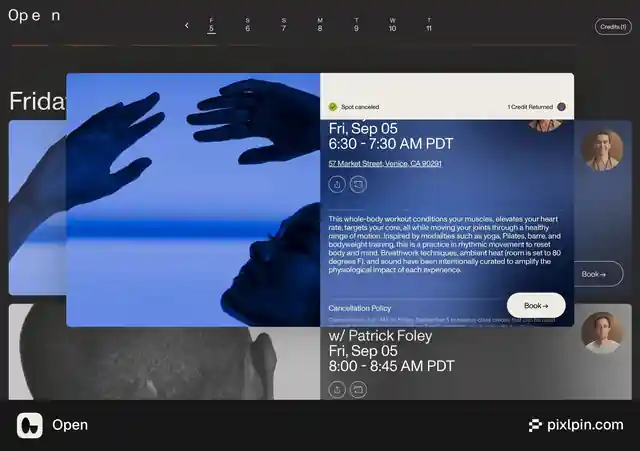 Op e n
F S S M T W T
5 6 7 8 9 10 11
Credits (1)
Frida
Spot canceled
1 Credit Returned
Fri, Sep 05
6:30 - 7:30 AM PDT
57 Market Street, Venice, CA 90291
This whole-body workout conditions your muscles, elevates your heart
rate, targets your core, all while moving your joints through a healthy
range of motion. Inspired by modalities such as yoga, Pilates, barre, and
bodyweight training, this is a practice in rhythmic movement to reset
body and mind. Breathwork techniques, ambient heat (room is set to 80
degrees F), and sound have been intentionally curated to amplify the
physiological impact of each experience.
Book →
Cancellation Policy
Book →
w/ Patrick Foley
Fri, Sep 05
8:00 - 8:45 AM PDT
Open
pixlpin.com